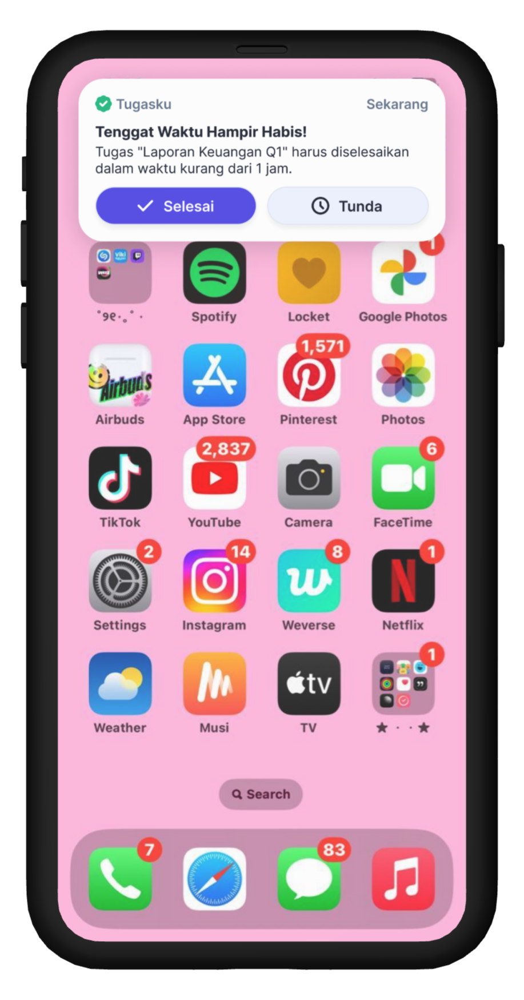 Tugasku Sekarang
Tenggat Waktu Hampir Habis!
Tugas "Laporan Keuangan Q1" harus diselesaikan
dalam waktu kurang dari 1 jam.
Selesai Tunda
1
viki
˚୨୧⋅｡˚ ⋅ Spotify Locket Google Photos
1,571
Airbuds
Airbuds App Store Pinterest Photos
2,837 6
TikTok YouTube Camera FaceTime
2 14 8 1
w N
Settings Instagram Weverse Netflix
1
tv
Weather Musi TV ★ · · ★
Search
7 83